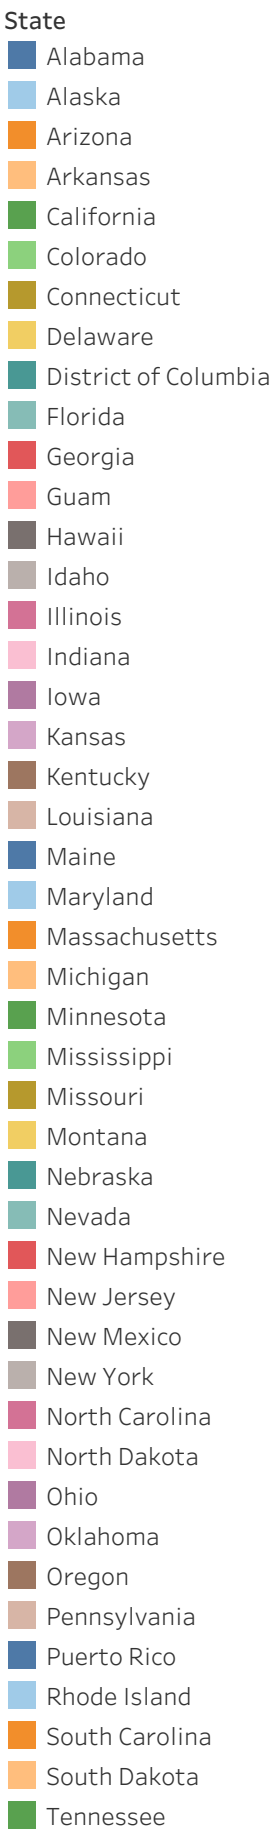 State
Alabama
Alaska
Arizona
Arkansas
California
Colorado
Connecticut
Delaware
District of Columbia
Florida
Georgia
Guam
Hawaii
Idaho
Illinois
Indiana
Iowa
Kansas
Kentucky
Louisiana
Maine
Maryland
Massachusetts
Michigan
Minnesota
Mississippi
Missouri
Montana
Nebraska
Nevada
New Hampshire
New Jersey
New Mexico
New York
North Carolina
North Dakota
Ohio
Oklahoma
Oregon
Pennsylvania
Puerto Rico
Rhode Island
South Carolina
South Dakota
Tennessee